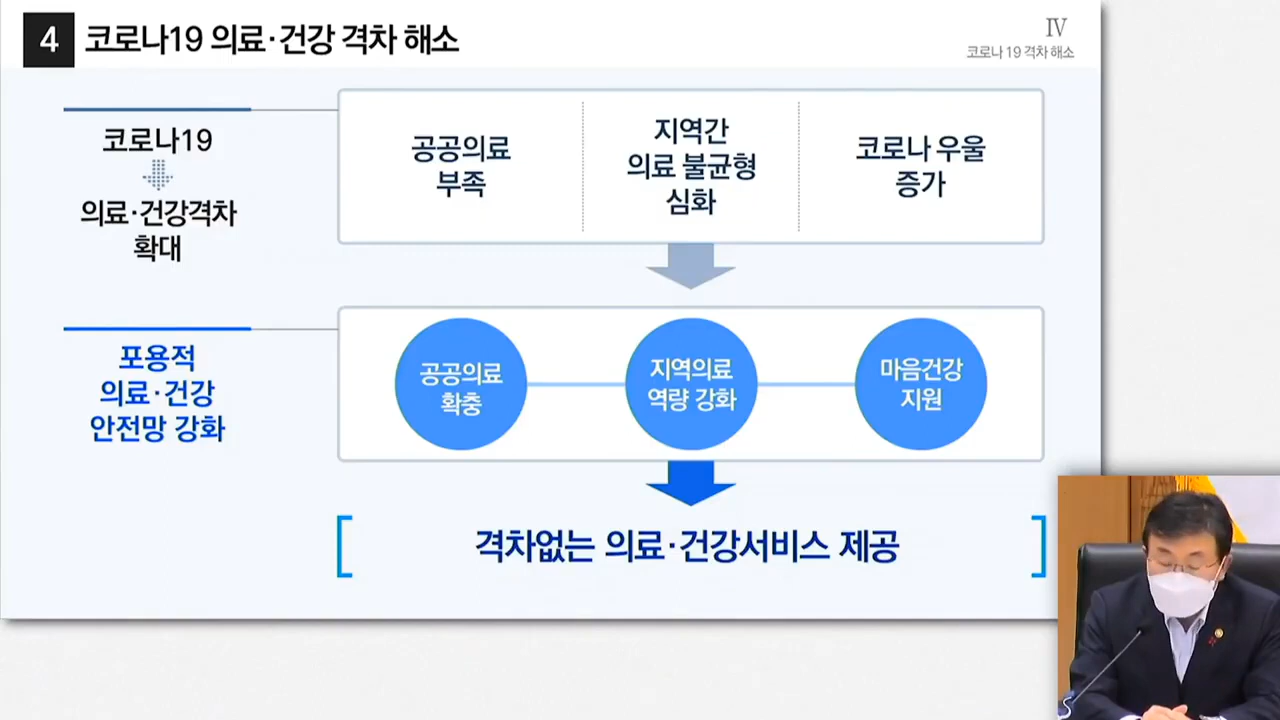 4 코로나19 의료·건강 격차 해소
Ⅳ
코로나 19 격차 해소
코로나19
의료·건강격차
확대
공공의료
부족
지역간
의료 불균형
심화
코로나 우울
증가
포용적
의료·건강
안전망 강화
공공의료
확충
지역의료
역량 강화
마음건강
지원
격차없는 의료·건강서비스 제공